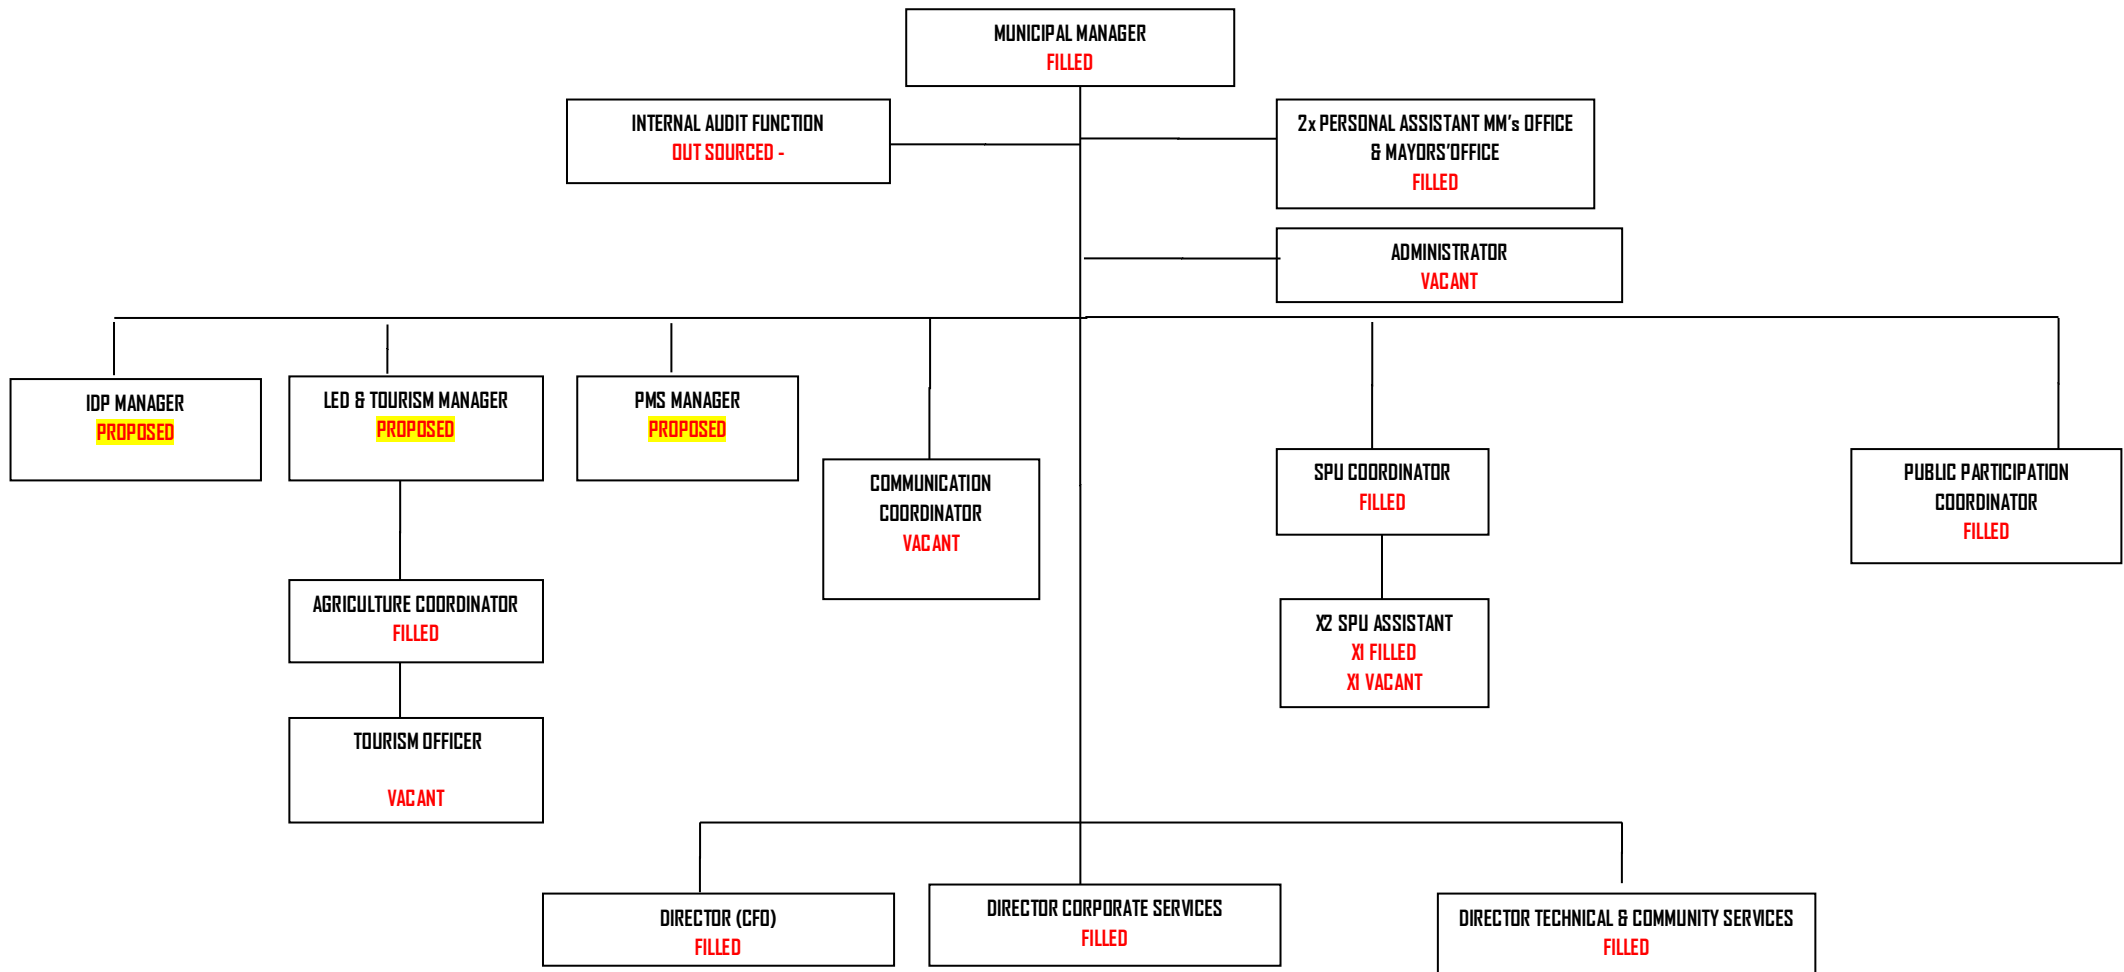 MUNICIPAL MANAGER
FILLED
INTERNAL AUDIT FUNCTION
OUT SOURCED -
2x PERSONAL ASSISTANT MM's OFFICE
& MAYORS'OFFICE
FILLED
ADMINISTRATOR
VACANT
IDP MANAGER
PROPOSED
LED & TOURISM MANAGER
PROPOSED
PMS MANAGER
PROPOSED
COMMUNICATION
COORDINATOR
VACANT
SPU COORDINATOR
FILLED
PUBLIC PARTICIPATION
COORDINATOR
FILLED
AGRICULTURE COORDINATOR
FILLED
X2 SPU ASSISTANT
X1 FILLED
X1 VACANT
TOURISM OFFICER
VACANT
DIRECTOR (CFO)
FILLED
DIRECTOR CORPORATE SERVICES
FILLED
DIRECTOR TECHNICAL & COMMUNITY SERVICES
FILLED